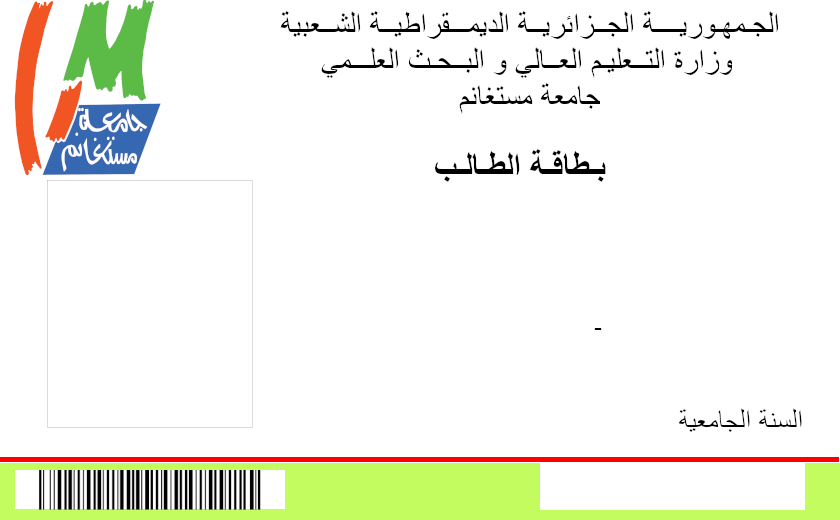 الجمهورية الجزائرية الديمقراطية الشعبية
وزارة التعليم العالي و البحث العلمي
جامعة مستغانم
جامعة
مستغانم
بطاقة الطالب
-
السنة الجامعية